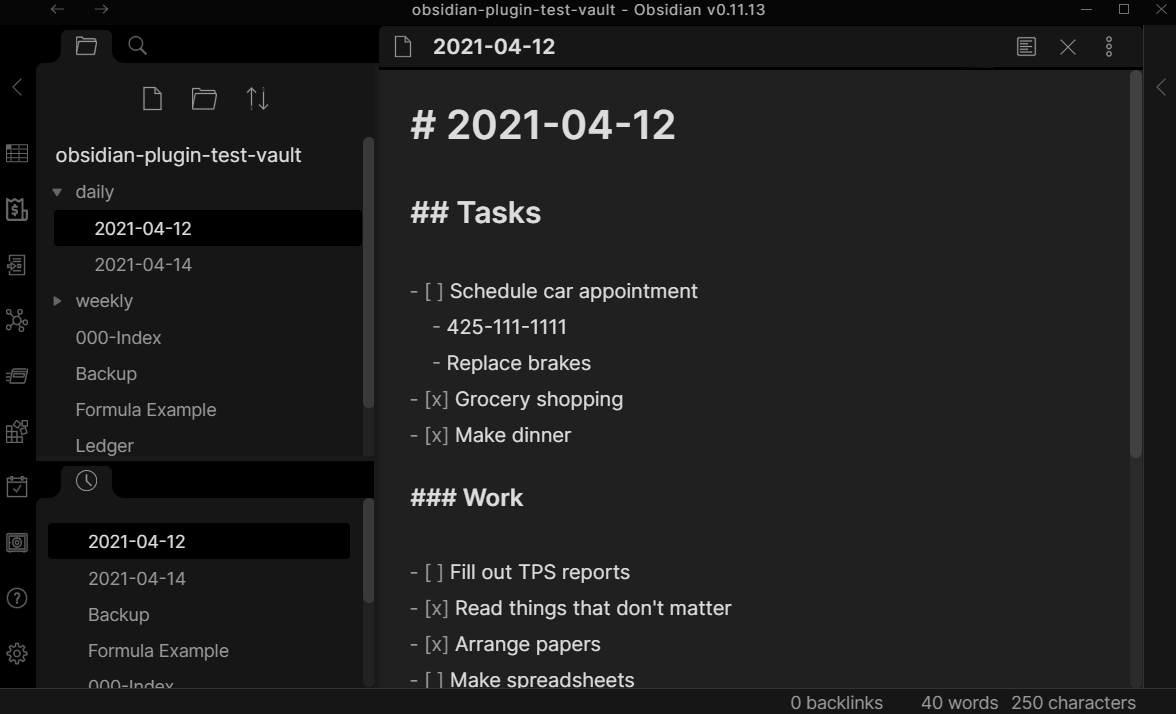 obsidian-plugin-test-vault - Obsidian v0.11.13
2021-04-12
obsidian-plugin-test-vault
daily
2021-04-12
2021-04-14
weekly
000-Index
Backup
Formula Example
Ledger
2021-04-12
2021-04-14
Backup
Formula Example
000-Index
# 2021-04-12
## Tasks
- [ ] Schedule car appointment
- 425-111-1111
- Replace brakes
- [x] Grocery shopping
- [x] Make dinner
### Work
- [ ] Fill out TPS reports
- [x] Read things that don't matter
- [x] Arrange papers
- [ ] Make spreadsheets
0 backlinks 40 words 250 characters